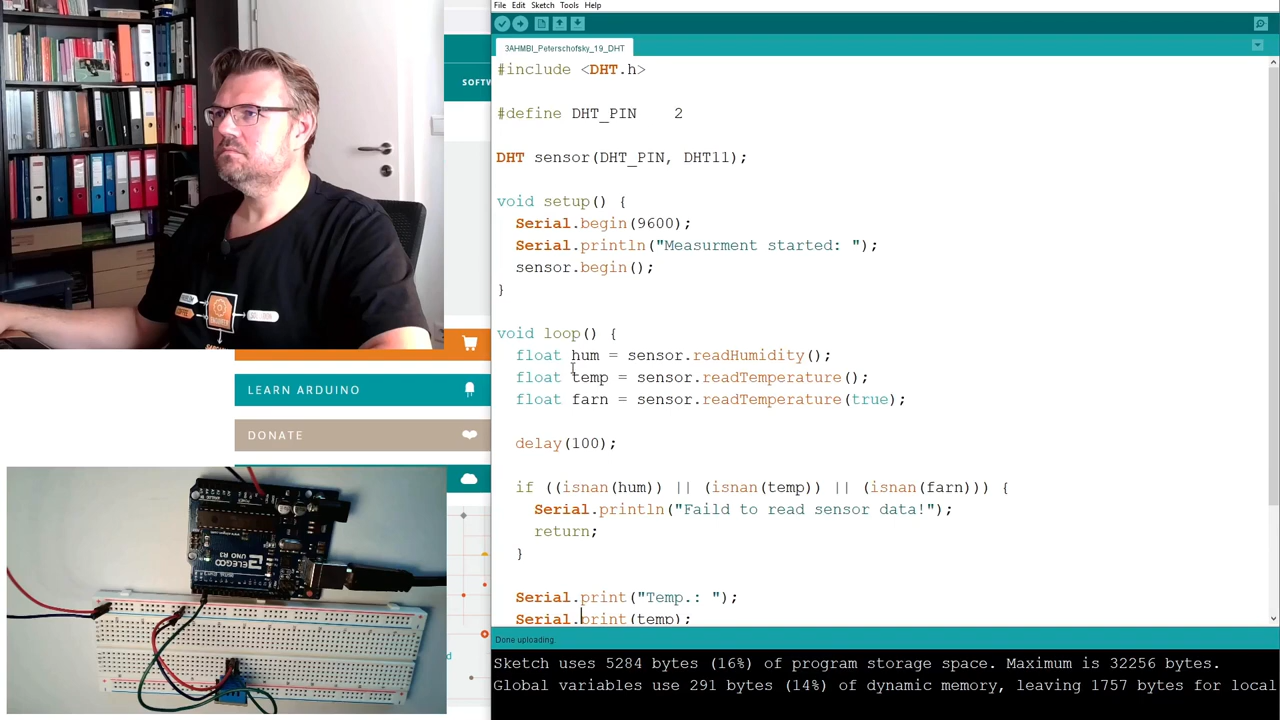 File Edit Sketch Tools Help
3AHMBI_Peterschofsky_19_DHT
#include <DHT.h>
#define DHT_PIN    2
DHT sensor(DHT_PIN, DHT11);
void setup() {
Serial.begin(9600);
Serial.println("Measurment started: ");
sensor.begin();
}
void loop() {
float hum = sensor.readHumidity();
float temp = sensor.readTemperature();
float farn = sensor.readTemperature(true);
delay(100);
if ((isnan(hum)) || (isnan(temp)) || (isnan(farn))) {
Serial.println("Faild to read sensor data!");
return;
}
Serial.print("Temp.: ");
Serial.print(temp);
Done uploading.
Sketch uses 5284 bytes (16%) of program storage space. Maximum is 32256 bytes.
Global variables use 291 bytes (14%) of dynamic memory, leaving 1757 bytes for local
SOFTW
LEARN ARDUINO
DONATE
d
ENGINEER
UNO R3
ELEGOO